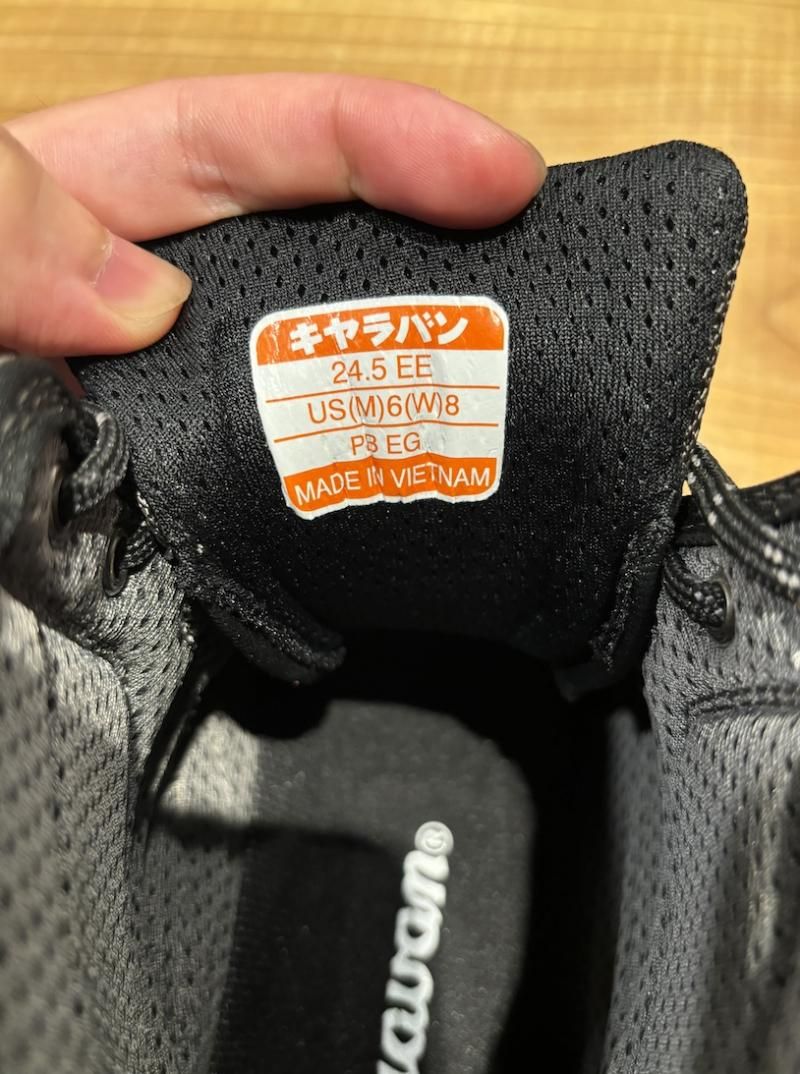 キャラバン
24.5 EE
US(M)6(W)8
PB EG
MADE IN VIETNAM